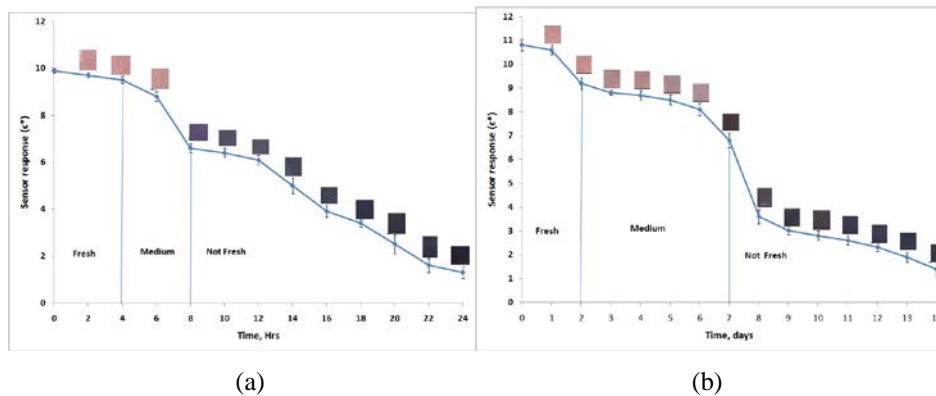 12
10
8
6
4
2
0
Sensor response (c*)
Fresh
Medium
Not Fresh
0 2 4 6 8 10 12 14 16 18 20 22 24
Time, Hrs
(a)
12
11
10
9
8
7
6
5
4
3
2
1
0
Sensor response (c*)
Fresh
Medium
Not Fresh
0 1 2 3 4 5 6 7 8 9 10 11 12 13
Time, days
(b)